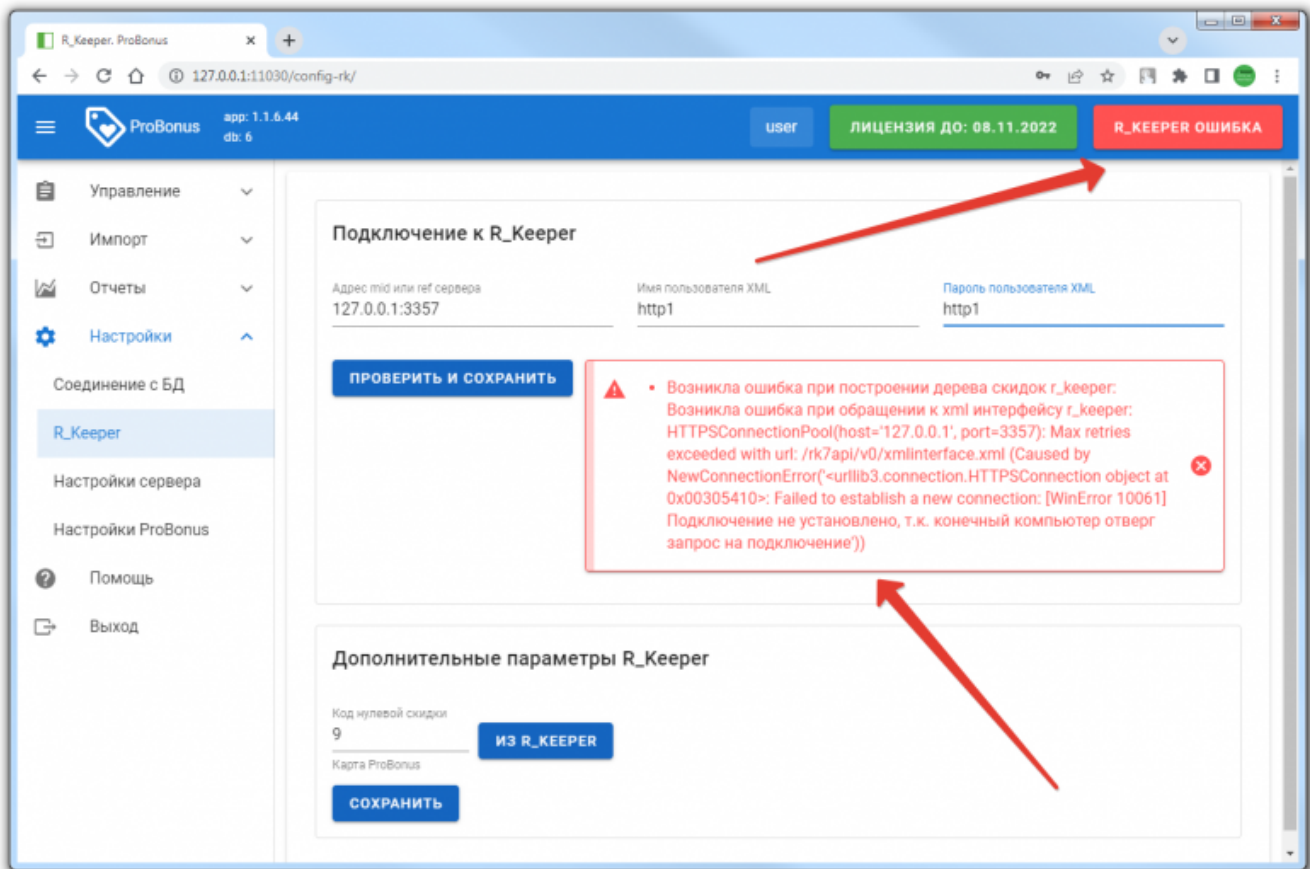 R_Keeper. ProBonus
127.0.0.1:11030/config-rk/
ProBonus
app: 1.1.6.44
db: 6
user
ЛИЦЕНЗИЯ ДО: 08.11.2022
R_KEEPER ОШИБКА
Управление
Импорт
Отчеты
Настройки
Соединение с БД
R_Keeper
Настройки сервера
Настройки ProBonus
Помощь
Выход
Подключение к R_Keeper
Адрес mid или ref сервера
127.0.0.1:3357
Имя пользователя XML
http1
Пароль пользователя XML
http1
ПРОВЕРИТЬ И СОХРАНИТЬ
Возникла ошибка при построении дерева скидок r_keeper:
Возникла ошибка при обращении к xml интерфейсу r_keeper:
HTTPSConnectionPool(host='127.0.0.1', port=3357): Max retries
exceeded with url: /rk7api/v0/xmlinterface.xml (Caused by
NewConnectionError('<urllib3.connection.HTTPSConnection object at
0x00305410>: Failed to establish a new connection: [WinError 10061]
Подключение не установлено, т.к. конечный компьютер отверг
запрос на подключение'))
Дополнительные параметры R_Keeper
Код нулевой скидки
9
ИЗ R_KEEPER
Карта ProBonus
СОХРАНИТЬ